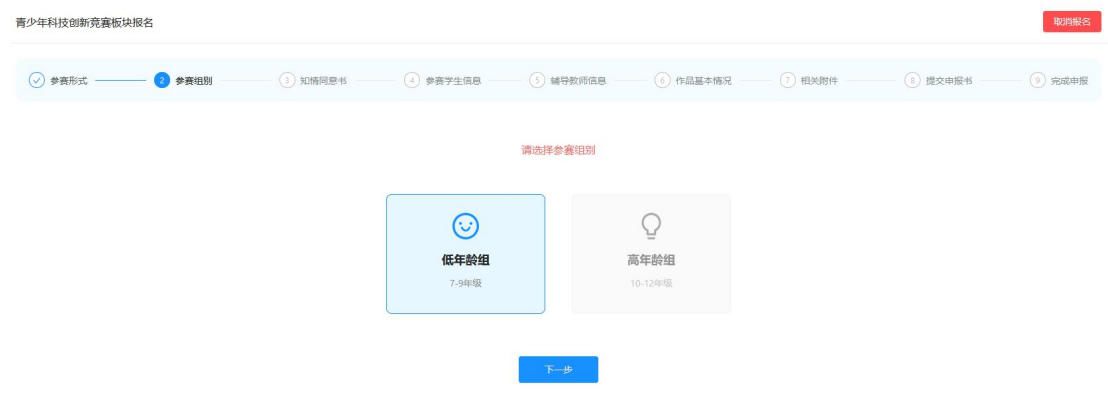 青少年科技创新竞赛板块报名
取消报名
参赛形式
2 参赛组别
3 知情同意书
4 参赛学生信息
5 辅导教师信息
6 作品基本情况
7 相关附件
8 提交申报书
9 完成申报
请选择参赛组别
低年龄组
7-9年级
高年龄组
10-12年级
下一步